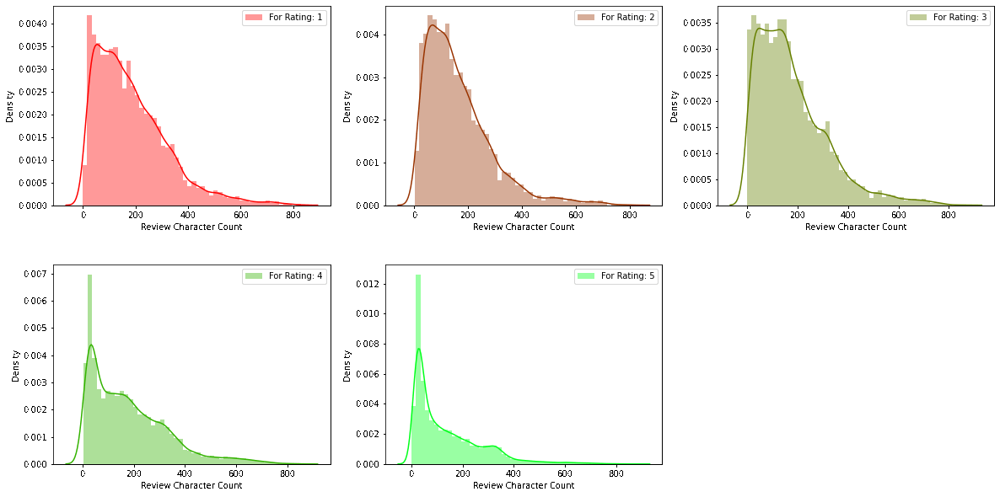 For Rating: 1
0.0040
0.0035
0.0030
0.0025
0.0020
0.0015
0.0010
0.0005
0.0000
Density
0 200 400 600 800
Review Character Count
For Rating: 2
0.004
0.003
0.002
0.001
0.000
Density
0 200 400 600 800
Review Character Count
For Rating: 3
0.0035
0.0030
0.0025
0.0020
0.0015
0.0010
0.0005
0.0000
Density
0 200 400 600 800
Review Character Count
For Rating: 4
0.007
0.006
0.005
0.004
0.003
0.002
0.001
0.000
Density
0 200 400 600 800
Review Character Count
For Rating: 5
0.012
0.010
0.008
0.006
0.004
0.002
0.000
Density
0 200 400 600 800
Review Character Count